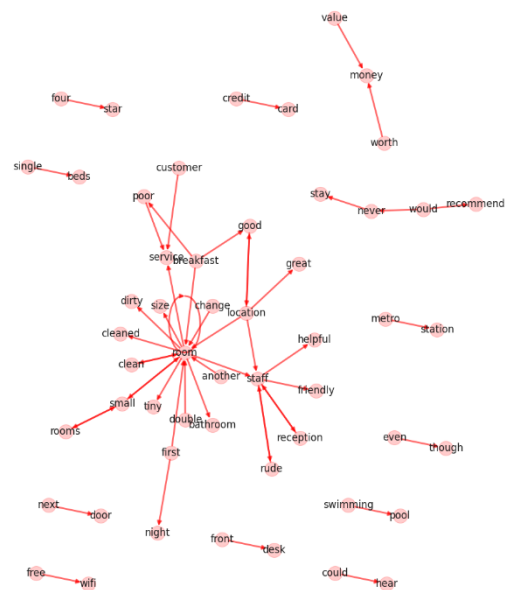 value
money
four
star
credit
card
worth
single
beds
customer
poor
stay
never
would
recommend
good
service
breakfast
great
dirty
size
change
location
metro
station
cleaned
helpful
room
clean
another
staff
friendly
small
tiny
double
bathroom
rooms
reception
even
though
first
rude
next
door
swimming
pool
night
front
desk
free
wifi
could
hear